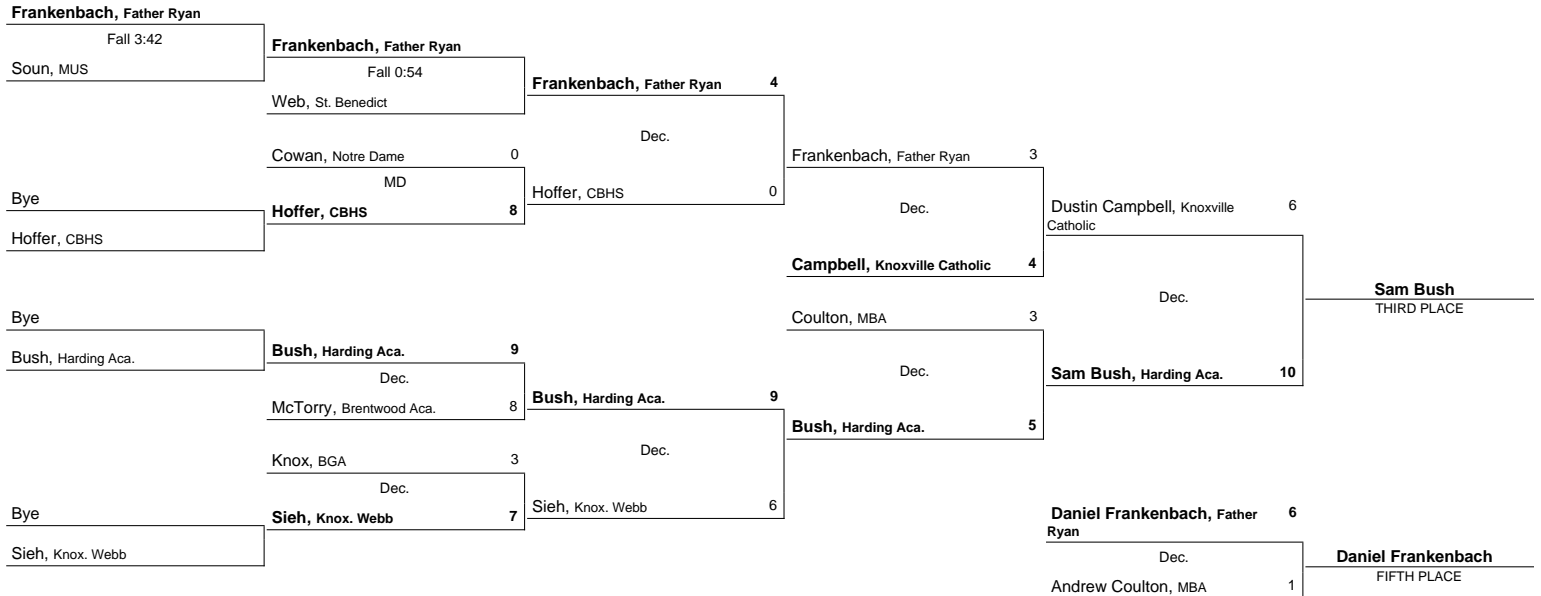 Frankenbach, Father Ryan
Fall 3:42
Soun, MUS
Bye
Hoffer, CBHS
Bye
Bush, Harding Aca.
Bye
Sieh, Knox. Webb
Frankenbach, Father Ryan
Fall 0:54
Web, St. Benedict
Cowan, Notre Dame 0
MD
Hoffer, CBHS 8
Bush, Harding Aca. 9
Dec.
McTorry, Brentwood Aca. 8
Knox, BGA 3
Dec.
Sieh, Knox. Webb 7
Frankenbach, Father Ryan 4
Dec.
Hoffer, CBHS 0
Bush, Harding Aca. 9
Dec.
Sieh, Knox. Webb 6
Frankenbach, Father Ryan 3
Dec.
Campbell, Knoxville Catholic 4
Coulton, MBA 3
Dec.
Bush, Harding Aca. 5
Dustin Campbell, Knoxville 6
Catholic
Dec.
Sam Bush, Harding Aca. 10
Sam Bush
THIRD PLACE
Daniel Frankenbach, Father 6
Ryan
Dec.
Andrew Coulton, MBA 1
Daniel Frankenbach
FIFTH PLACE